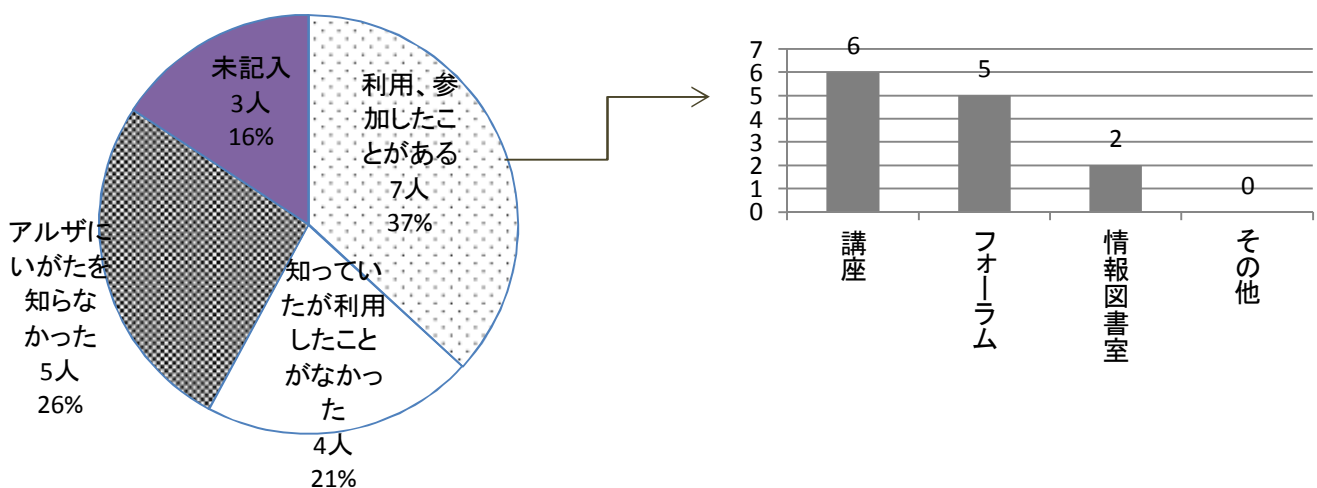 未記入
3人
16%
利用、参
加したこ
とがある
7人
37%
知ってい
たが利用
したこと
がなかっ
た
4人
21%
アルザに
いがたを
知らな
かった
5人
26%
7
6
5
4
3
2
1
0
6
5
2
0
講座
フォーラム
情報図書室
その他